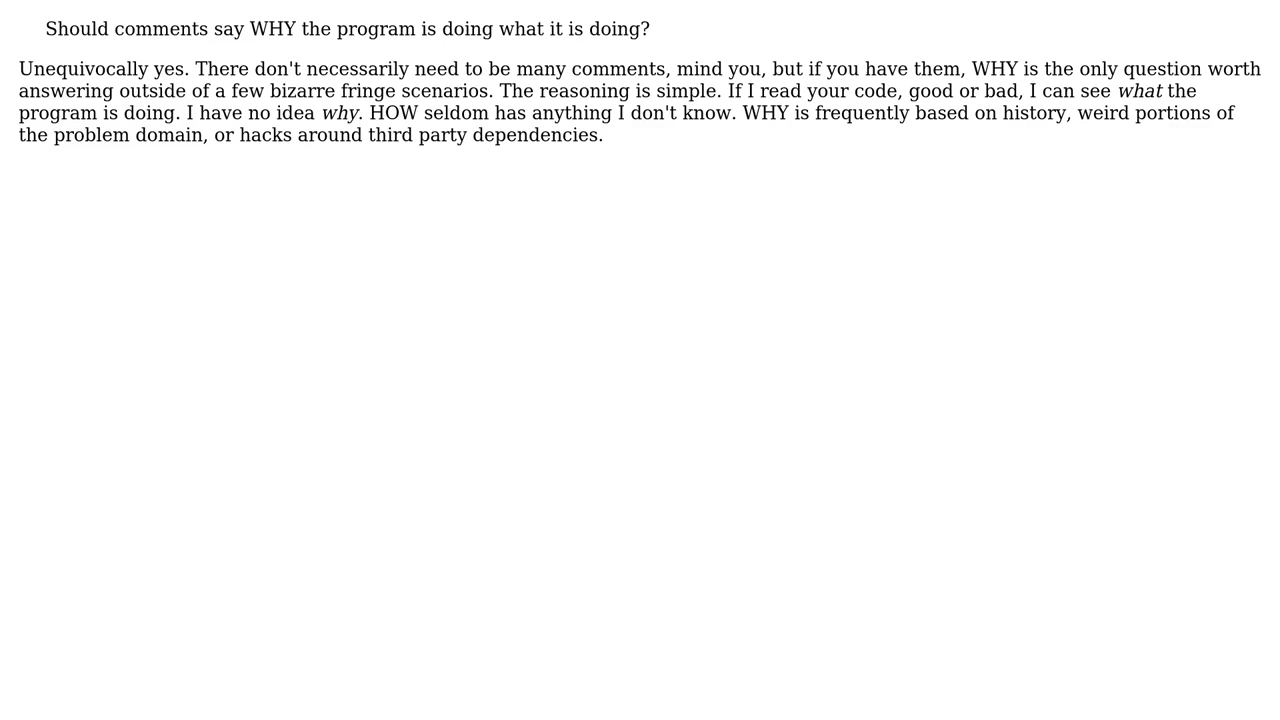 Should comments say WHY the program is doing what it is doing?
Unequivocally yes. There don't necessarily need to be many comments, mind you, but if you have them, WHY is the only question worth
answering outside of a few bizarre fringe scenarios. The reasoning is simple. If I read your code, good or bad, I can see what the
program is doing. I have no idea why. HOW seldom has anything I don't know. WHY is frequently based on history, weird portions of
the problem domain, or hacks around third party dependencies.